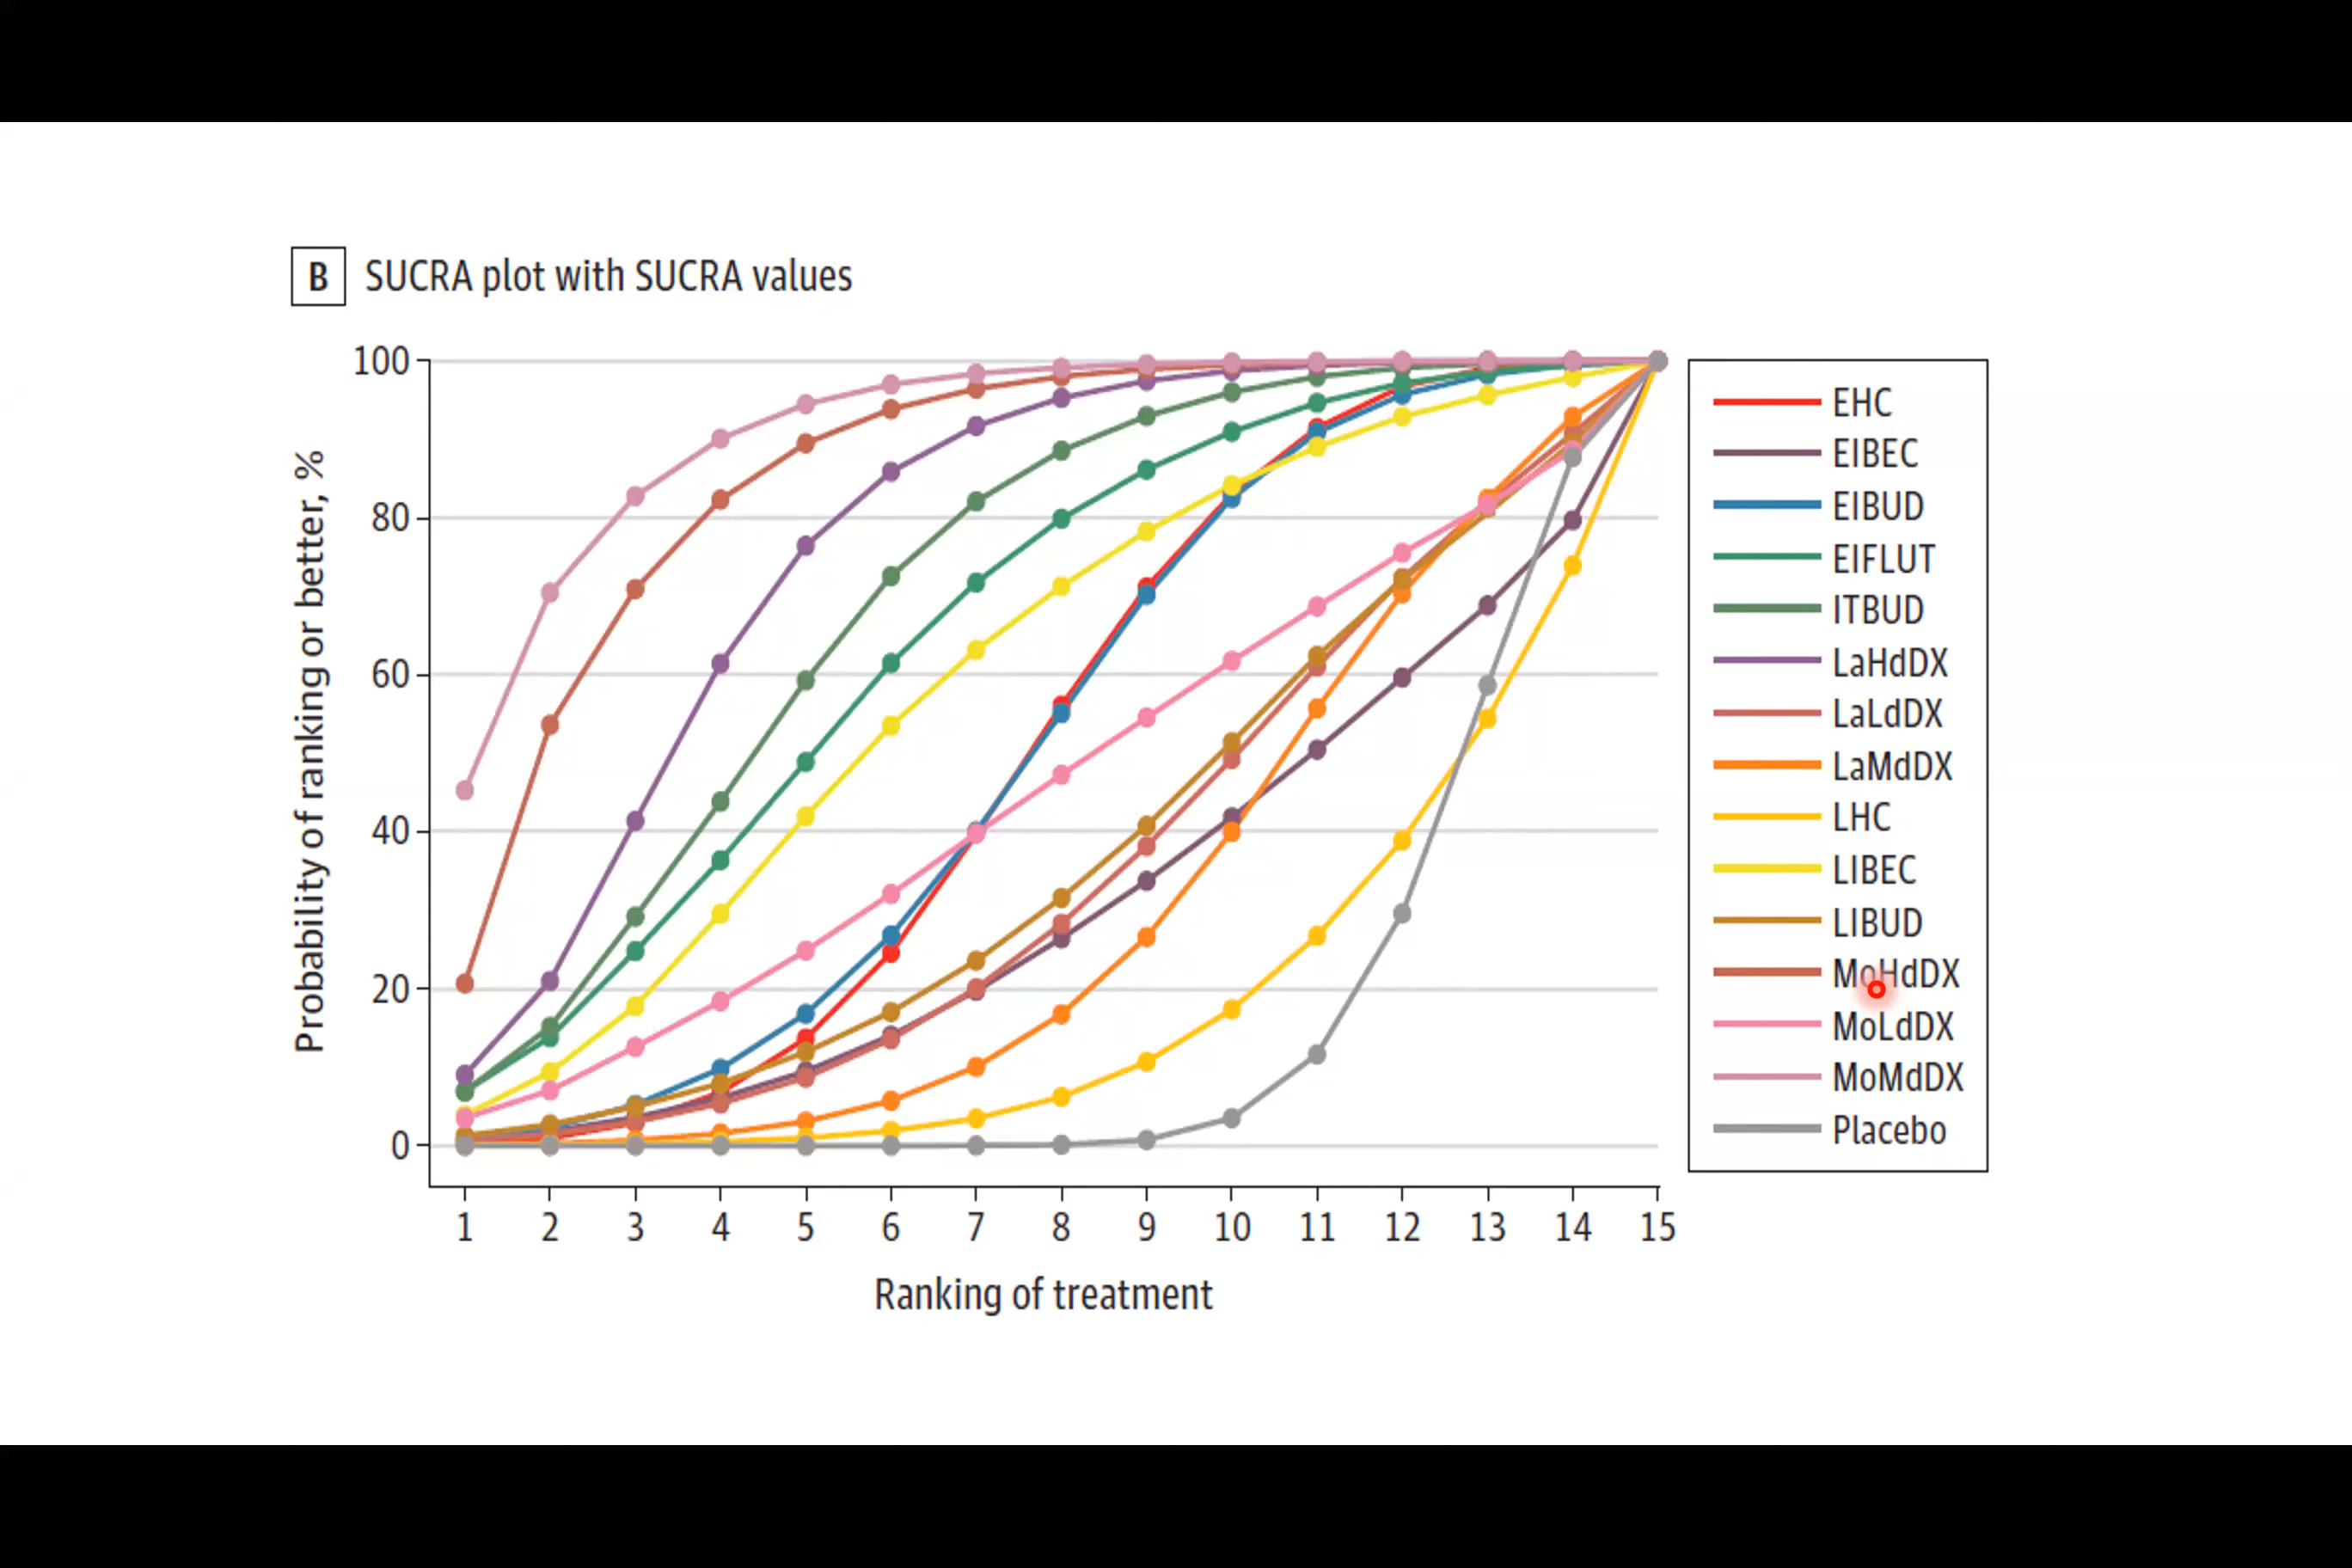 B SUCRA plot with SUCRA values
Probability of ranking or better, %
100
80
60
40
20
0
1 2 3 4 5 6 7 8 9 10 11 12 13 14 15
Ranking of treatment
EHC
EIBEC
EIBUD
EIFLUT
ITBUD
LaHdDX
LaLdDX
LaMdDX
LHC
LIBEC
LIBUD
MoHdDX
MoLdDX
MoMdDX
Placebo